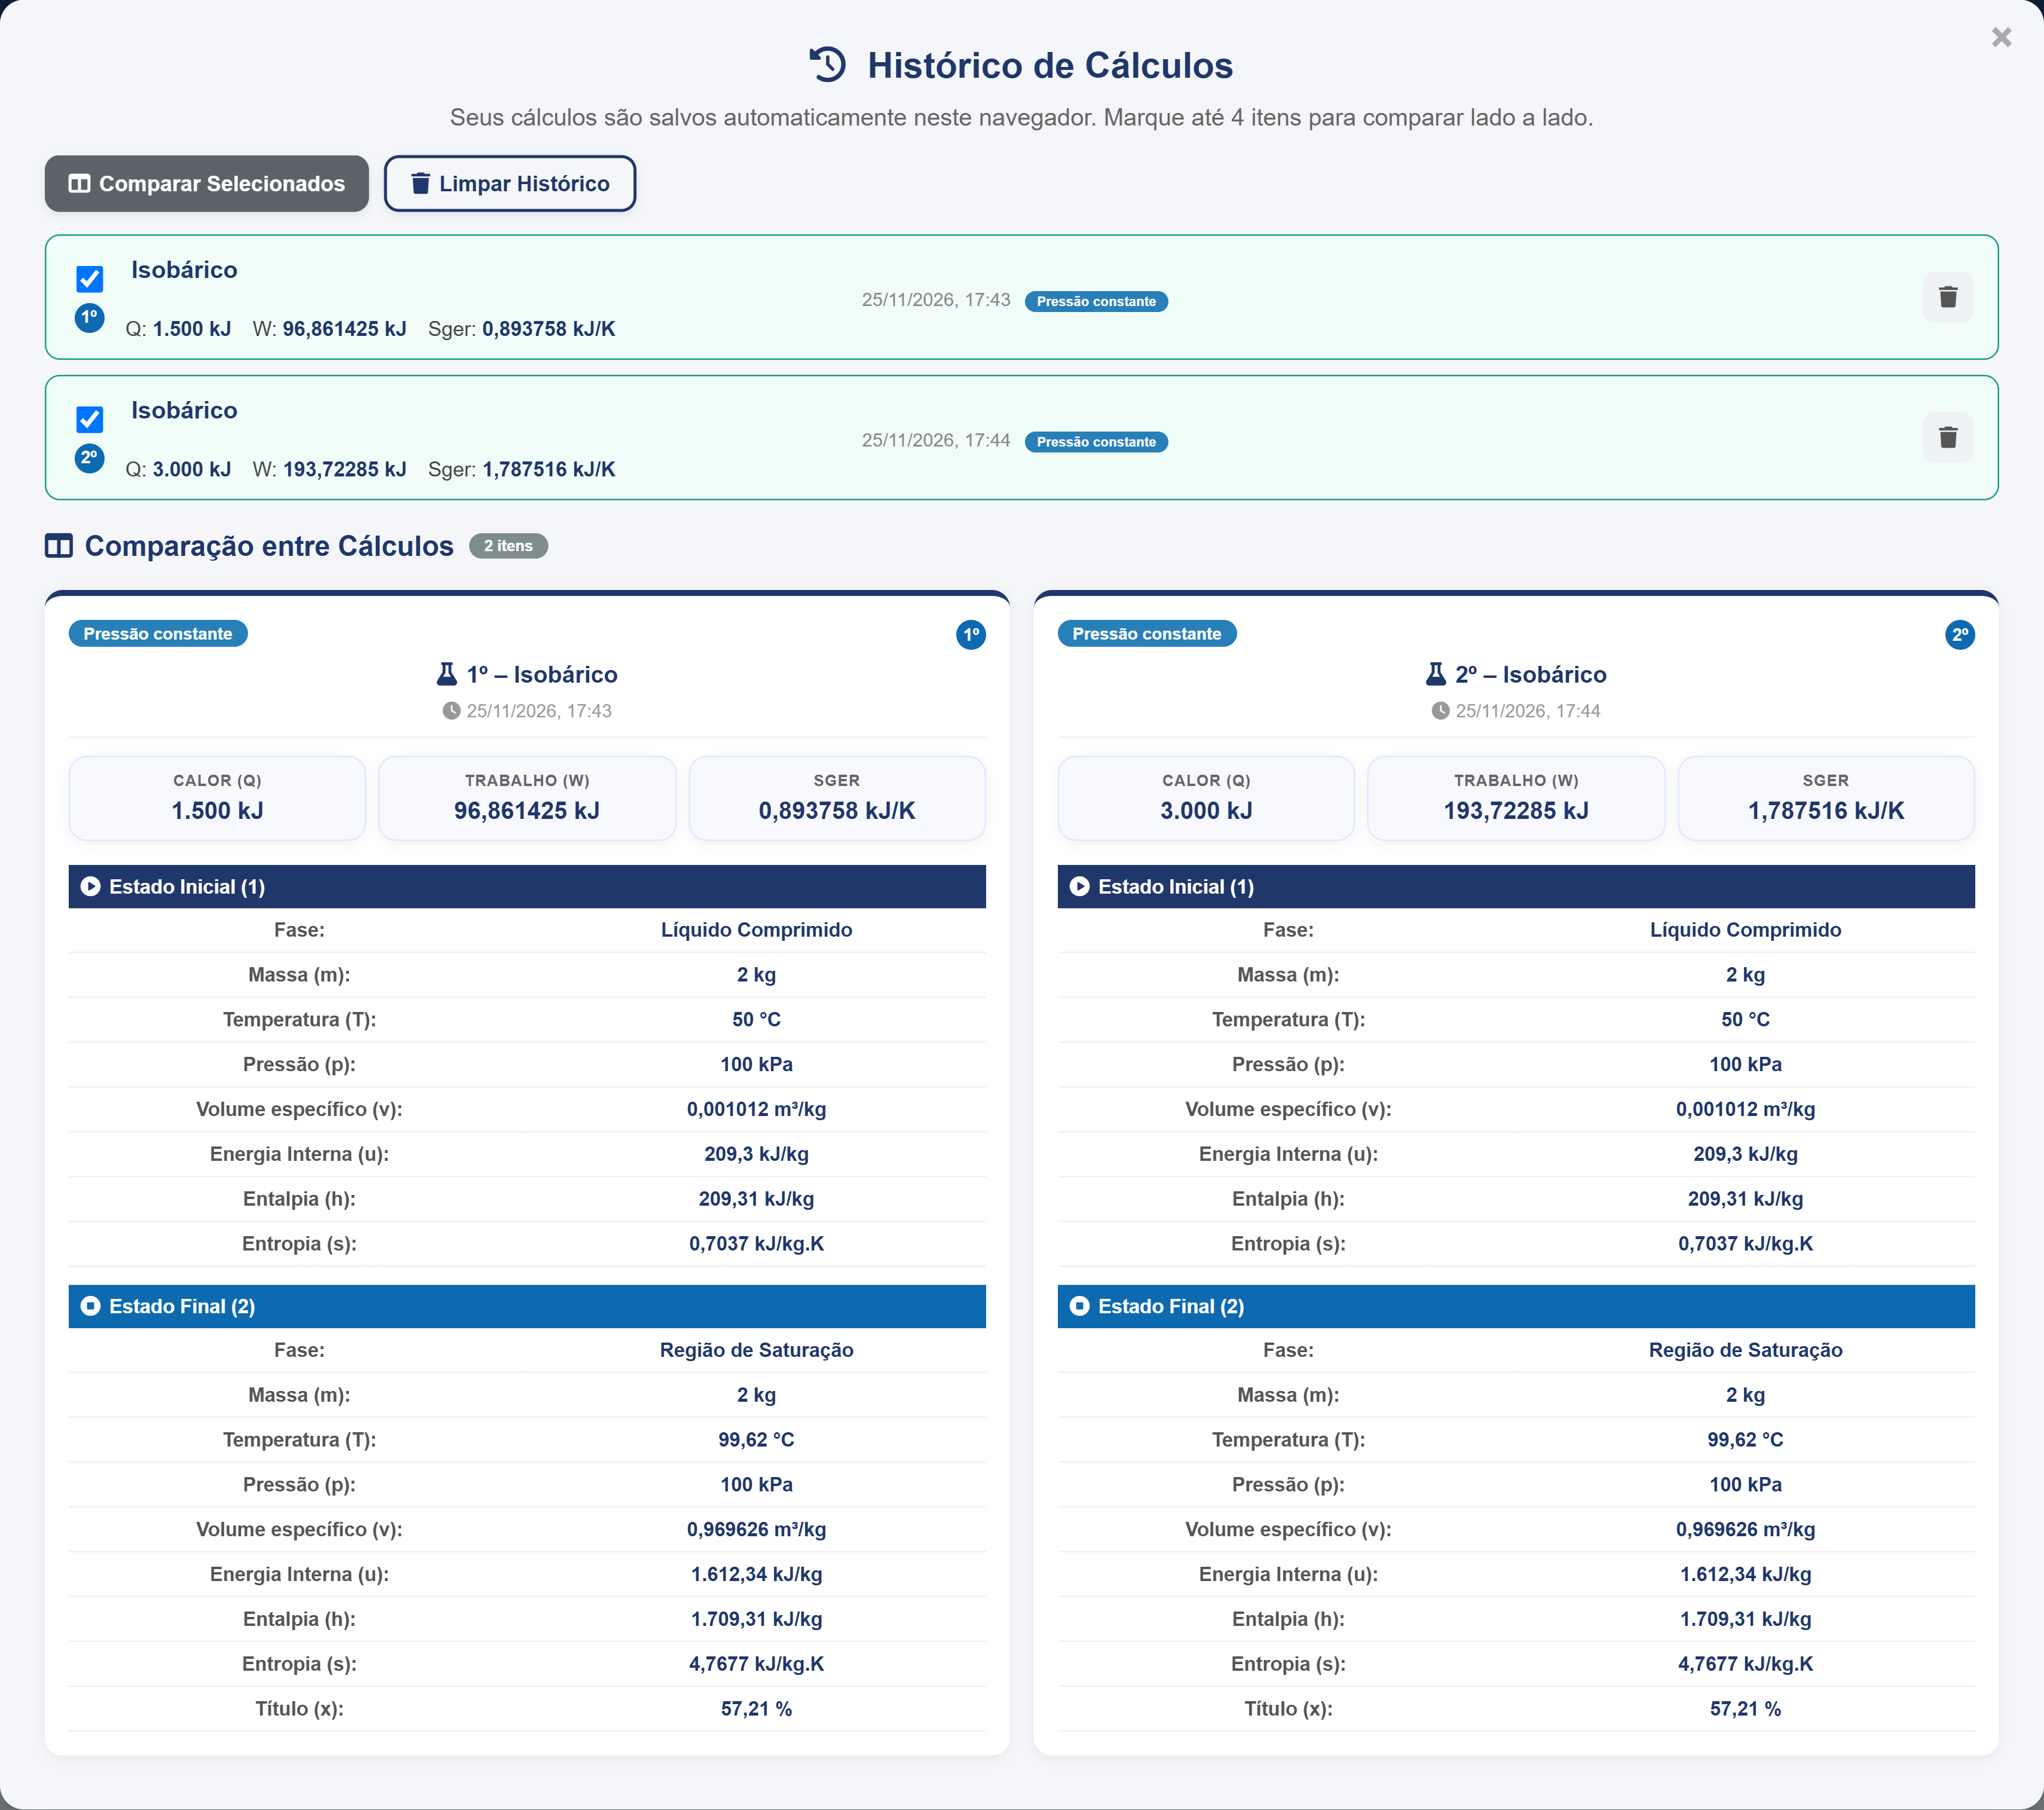 Histórico de Cálculos
Seus cálculos são salvos automaticamente neste navegador. Marque até 4 itens para comparar lado a lado.
Comparar Selecionados Limpar Histórico
Isobárico
1º
25/11/2026, 17:43 Pressão constante
Q: 1.500 kJ W: 96,861425 kJ Sger: 0,893758 kJ/K
Isobárico
2º
25/11/2026, 17:44 Pressão constante
Q: 3.000 kJ W: 193,72285 kJ Sger: 1,787516 kJ/K
Comparação entre Cálculos 2 itens
Pressão constante 1º
1º – Isobárico
25/11/2026, 17:43
CALOR (Q) TRABALHO (W) SGER
1.500 kJ 96,861425 kJ 0,893758 kJ/K
Estado Inicial (1)
Fase: Líquido Comprimido
Massa (m): 2 kg
Temperatura (T): 50 °C
Pressão (p): 100 kPa
Volume específico (v): 0,001012 m³/kg
Energia Interna (u): 209,3 kJ/kg
Entalpia (h): 209,31 kJ/kg
Entropia (s): 0,7037 kJ/kg.K
Estado Final (2)
Fase: Região de Saturação
Massa (m): 2 kg
Temperatura (T): 99,62 °C
Pressão (p): 100 kPa
Volume específico (v): 0,969626 m³/kg
Energia Interna (u): 1.612,34 kJ/kg
Entalpia (h): 1.709,31 kJ/kg
Entropia (s): 4,7677 kJ/kg.K
Título (x): 57,21 %
Pressão constante 2º
2º – Isobárico
25/11/2026, 17:44
CALOR (Q) TRABALHO (W) SGER
3.000 kJ 193,72285 kJ 1,787516 kJ/K
Estado Inicial (1)
Fase: Líquido Comprimido
Massa (m): 2 kg
Temperatura (T): 50 °C
Pressão (p): 100 kPa
Volume específico (v): 0,001012 m³/kg
Energia Interna (u): 209,3 kJ/kg
Entalpia (h): 209,31 kJ/kg
Entropia (s): 0,7037 kJ/kg.K
Estado Final (2)
Fase: Região de Saturação
Massa (m): 2 kg
Temperatura (T): 99,62 °C
Pressão (p): 100 kPa
Volume específico (v): 0,969626 m³/kg
Energia Interna (u): 1.612,34 kJ/kg
Entalpia (h): 1.709,31 kJ/kg
Entropia (s): 4,7677 kJ/kg.K
Título (x): 57,21 %